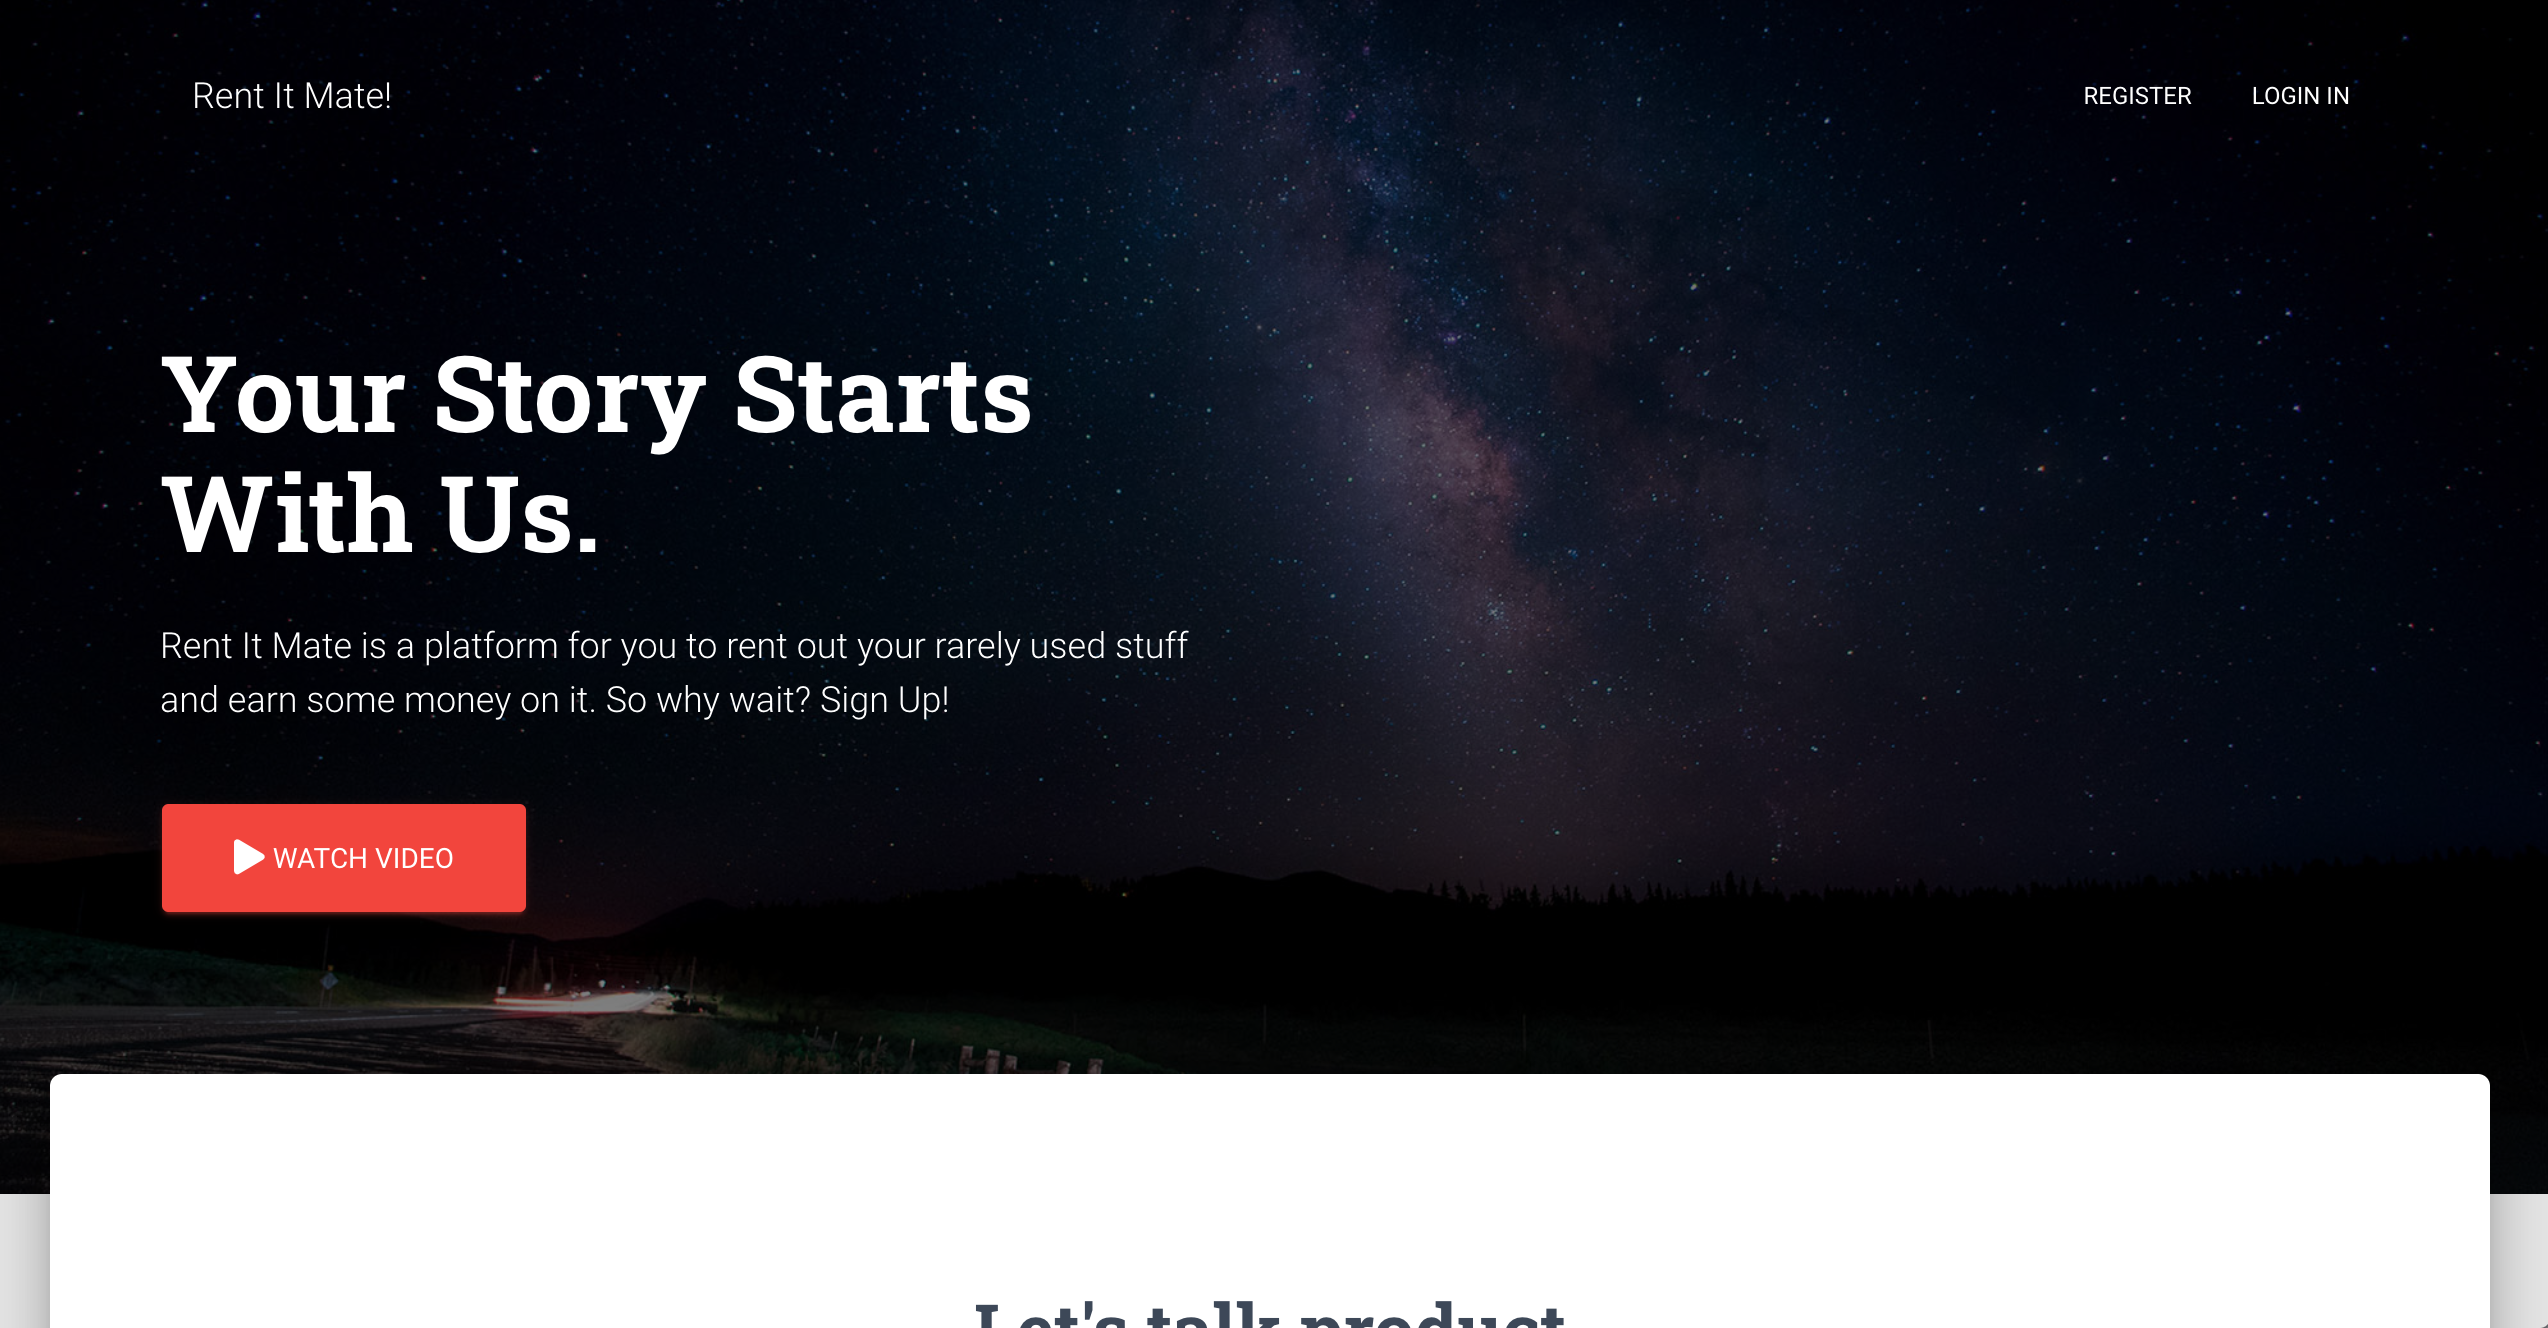 Rent It Mate!
REGISTER
LOGIN IN
Your Story Starts
With Us.
Rent It Mate is a platform for you to rent out your rarely used stuff
and earn some money on it. So why wait? Sign Up!
WATCH VIDEO
Let's talk product